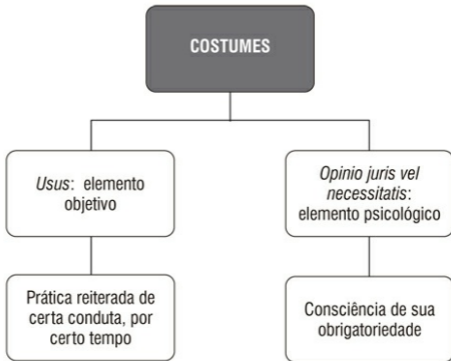 COSTUMES
Usus: elemento
objetivo
Opinio juris vel
necessitatis:
elemento psicológico
Prática reiterada de
certa conduta, por
certo tempo
Consciência de sua
obrigatoriedade